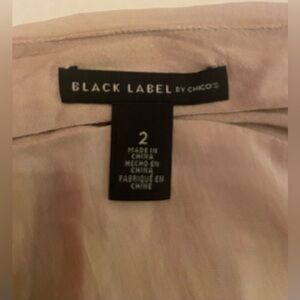 BLACK LABEL BY CHICO'S
2
MADE IN
CHINA
HECHO EN
CHINA
FABRIQUÉ EN
CHINE